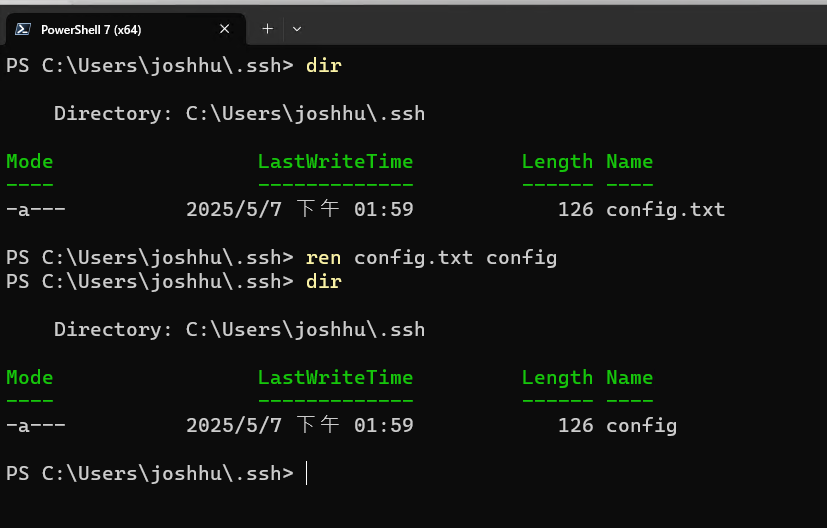 PowerShell 7 (x64)
PS C:\Users\joshhu\.ssh> dir
Directory: C:\Users\joshhu\.ssh
Mode LastWriteTime Length Name
---- ------------- ------ ----
-a--- 2025/5/7 下午 01:59 126 config.txt
PS C:\Users\joshhu\.ssh> ren config.txt config
PS C:\Users\joshhu\.ssh> dir
Directory: C:\Users\joshhu\.ssh
Mode LastWriteTime Length Name
---- ------------- ------ ----
-a--- 2025/5/7 下午 01:59 126 config
PS C:\Users\joshhu\.ssh>